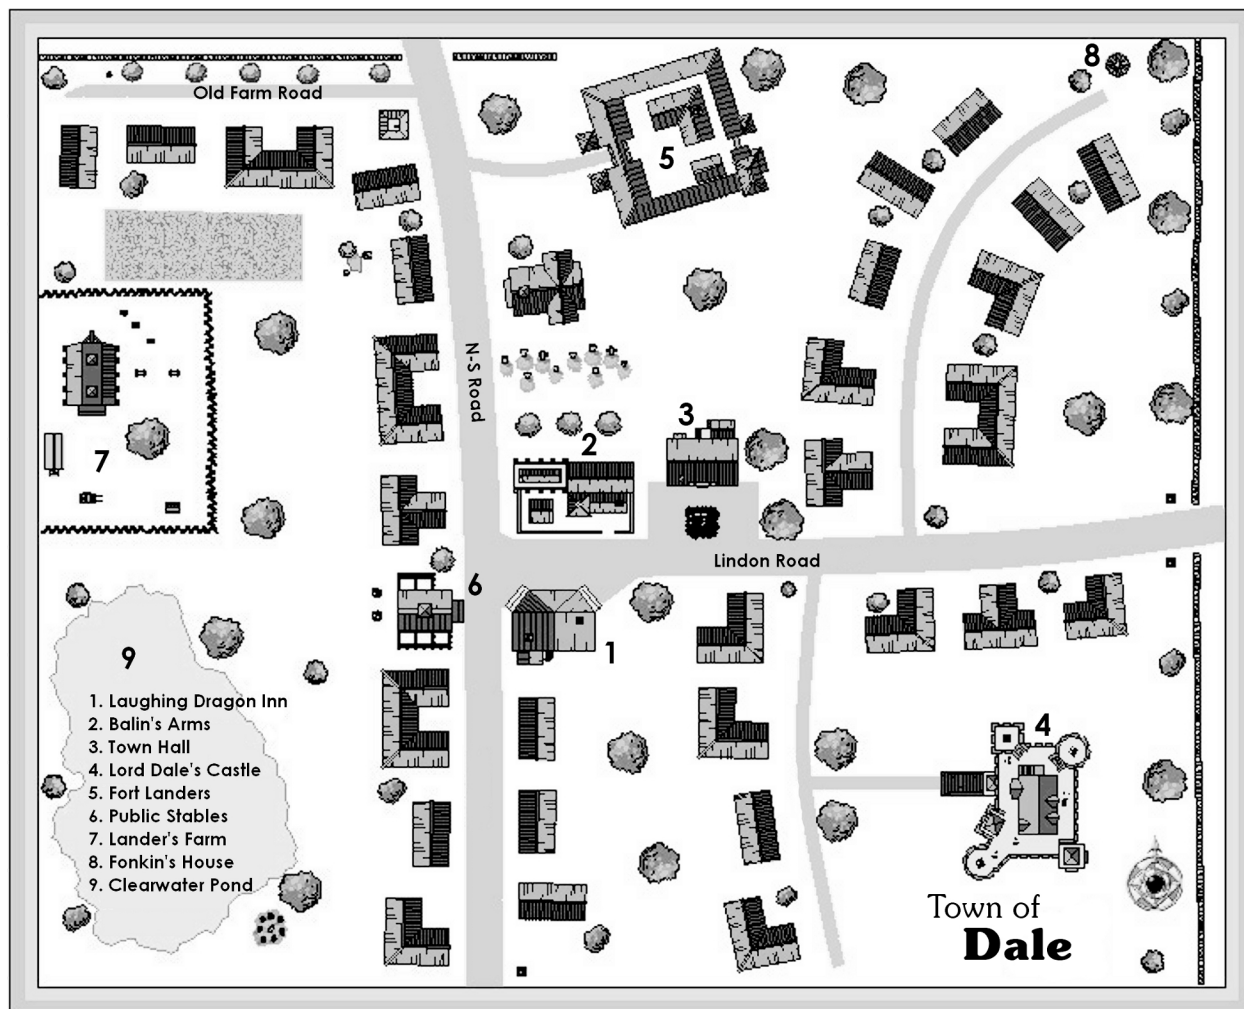 8
Old Farm Road
5
N-S Road
3
2
7
Lindon Road
6
1
9
1. Laughing Dragon Inn
2. Balin's Arms
3. Town Hall
4. Lord Dale's Castle
5. Fort Landers
6. Public Stables
7. Lander's Farm
8. Fonkin's House
9. Clearwater Pond
4
Town of
Dale